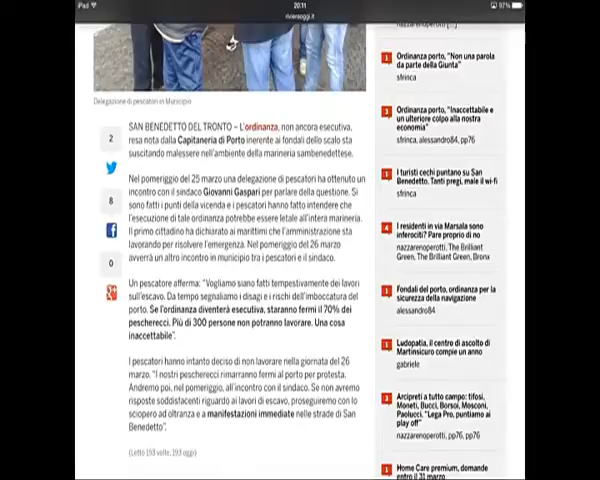 iPad
20:11
97%
rivieraoggi.it
Delegazione di pescatori in Municipio
SAN BENEDETTO DEL TRONTO – L'ordinanza, non ancora esecutiva,
resa nota dalla Capitaneria di Porto inerente ai fondali dello scalo sta
suscitando malessere nell'ambiente della marineria sambenedettese.
Nel pomeriggio del 25 marzo una delegazione di pescatori ha ottenuto un
incontro con il sindaco Giovanni Gaspari per parlare della questione. Si
sono fatti i punti della vicenda e i pescatori hanno fatto intendere che
l'esecuzione di tale ordinanza potrebbe essere letale all'intera marineria.
Il primo cittadino ha dichiarato ai marittimi che l'amministrazione sta
lavorando per risolvere l'emergenza. Nel pomeriggio del 26 marzo
avverrà un altro incontro in municipio tra i pescatori e il sindaco.
Un pescatore afferma: "Vogliamo siano fatti tempestivamente dei lavori
sull'escavo. Da tempo segnaliamo i disagi e i rischi dell'imboccatura del
porto. Se l'ordinanza diventerà esecutiva, staranno fermi il 70% dei
pescherecci. Più di 300 persone non potranno lavorare. Una cosa
inaccettabile".
I pescatori hanno intanto deciso di non lavorare nella giornata del 26
marzo. "I nostri pescherecci rimarranno fermi al porto per protesta.
Andremo poi, nel pomeriggio, all'incontro con il sindaco. Se non avremo
risposte soddisfacenti riguardo ai lavori di escavo, proseguiremo con lo
sciopero ad oltranza e a manifestazioni immediate nelle strade di San
Benedetto".
(Letto 193 volte, 193 oggi)
2
8
0
nazzarenoperotti, [...]
1 Ordinanza porto, "Non una parola
da parte della Giunta"
sfrinca
3 Ordinanza porto, "Inaccettabile e
un ulteriore colpo alla nostra
economia"
sfrinca, alessandro84, pp76
1 I turisti cechi puntano su San
Benedetto. Tanti pregi, male il wi-fi
sfrinca
4 I residenti in via Marsala sono
inferociti? Pare proprio di no
nazzarenoperotti, The Brilliant
Green, The Brilliant Green, Bronx
1 Fondali del porto, ordinanza per la
sicurezza della navigazione
alessandro84
1 Ludopatia, il centro di ascolto di
Martinsicuro compie un anno
gabriele
3 Arcipreti a tutto campo: tifosi,
Moneti, Bucci, Borsoi, Mosconi,
Paolucci. "Lega Pro, puntiamo ai
play off"
nazzarenoperotti, pp76, pp76
1 Home Care premium, domande
entro il 31 marzo